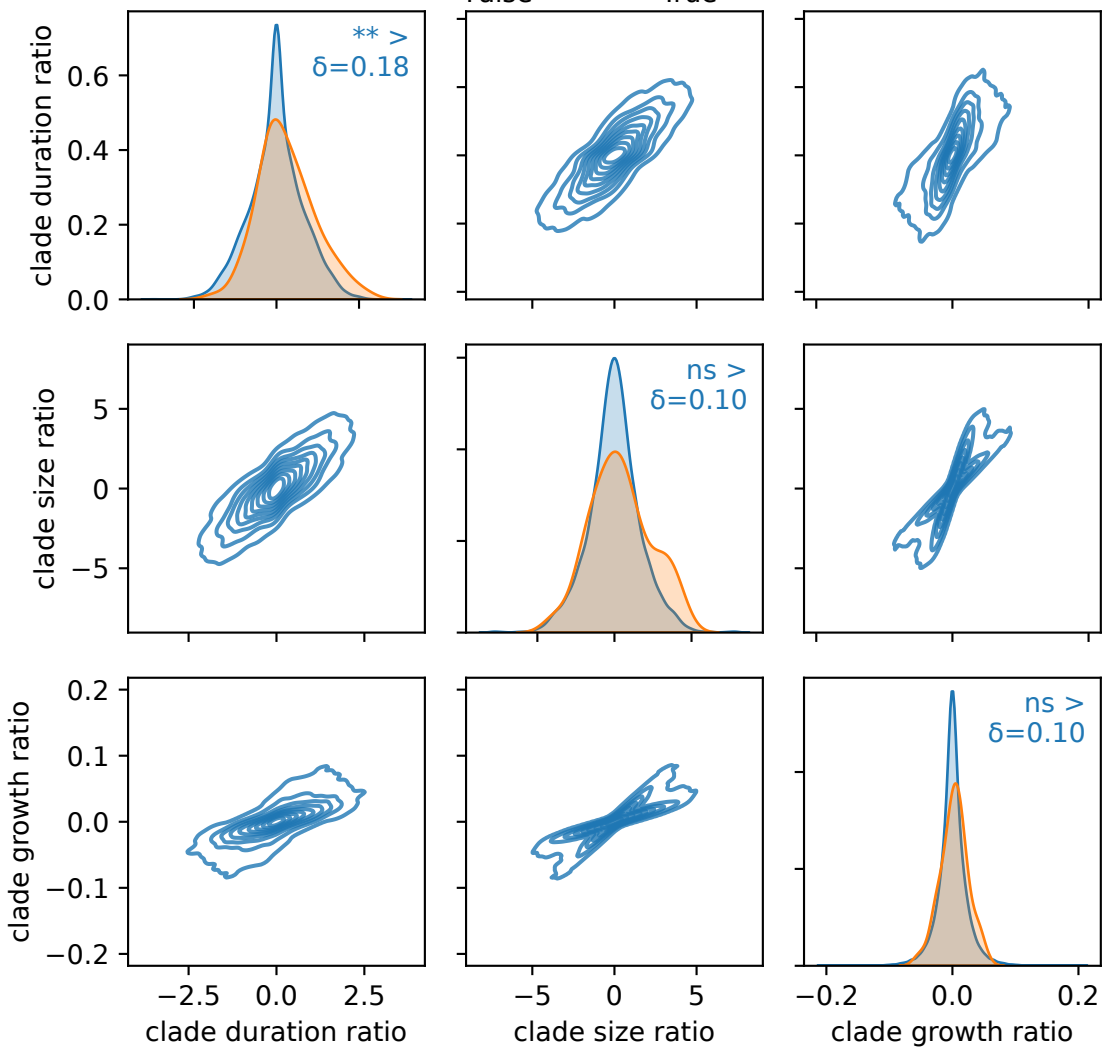 False True
clade duration ratio
0.6
0.4
0.2
0.0
** >
δ=0.18
clade size ratio
5
0
−5
ns >
δ=0.10
clade growth ratio
0.2
0.1
0.0
−0.1
−0.2
ns >
δ=0.10
−2.5 0.0 2.5
−5 0 5
−0.2 0.0 0.2
clade duration ratio
clade size ratio
clade growth ratio